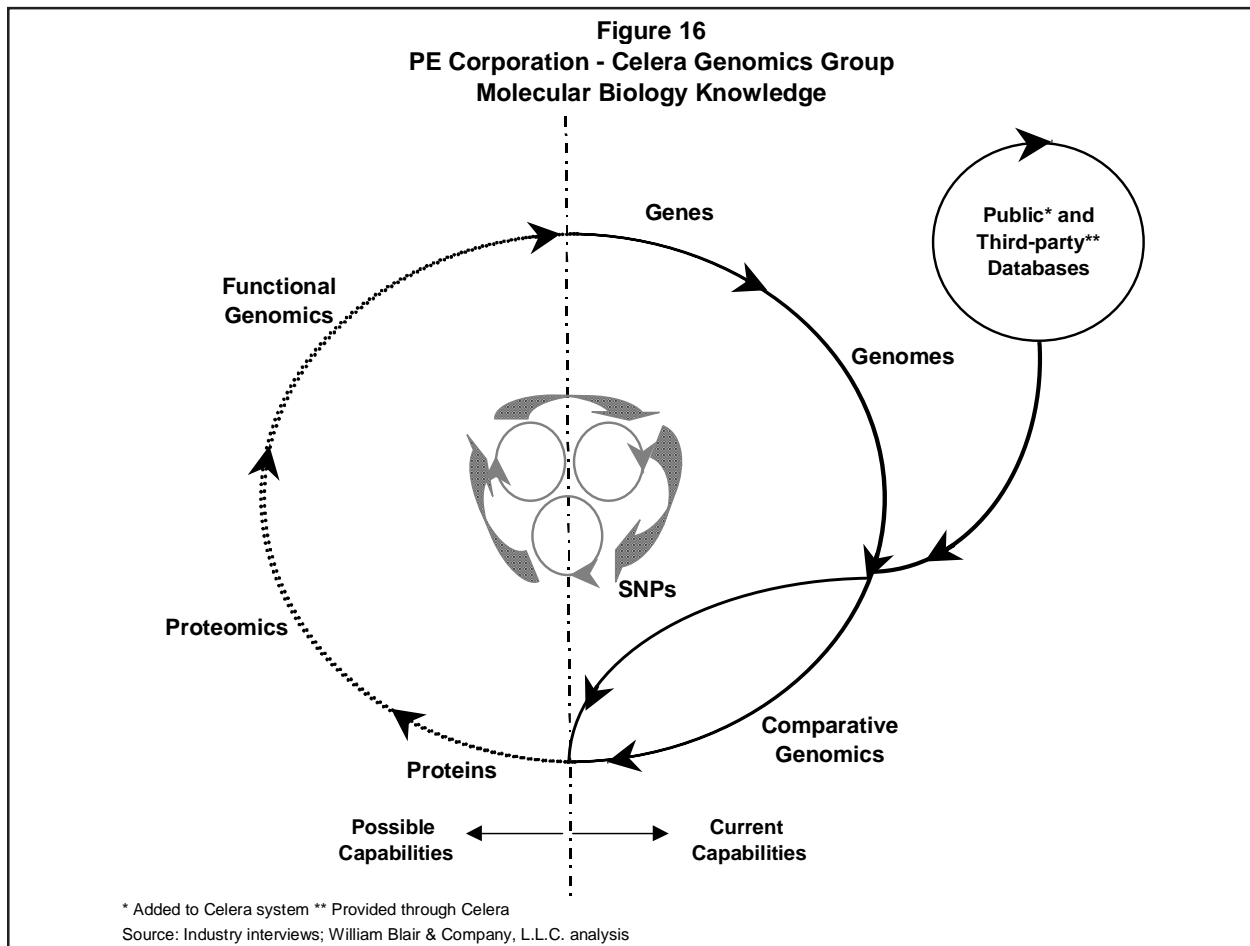 Figure 16
PE Corporation - Celera Genomics Group
Molecular Biology Knowledge
Genes
Public* and
Third-party**
Databases
Functional
Genomics
Genomes
SNPs
Proteomics
Comparative
Genomics
Proteins
Possible
Capabilities
Current
Capabilities
* Added to Celera system ** Provided through Celera
Source: Industry interviews; William Blair & Company, L.L.C. analysis